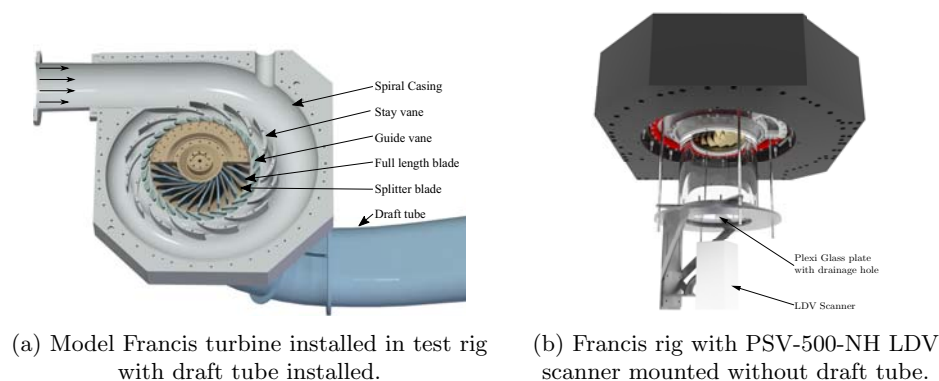 Spiral Casing
Stay vane
Guide vane
Full length blade
Splitter blade
Draft tube
Plexi Glass plate
with drainage hole
LDV Scanner
(a) Model Francis turbine installed in test rig
with draft tube installed.
(b) Francis rig with PSV-500-NH LDV
scanner mounted without draft tube.